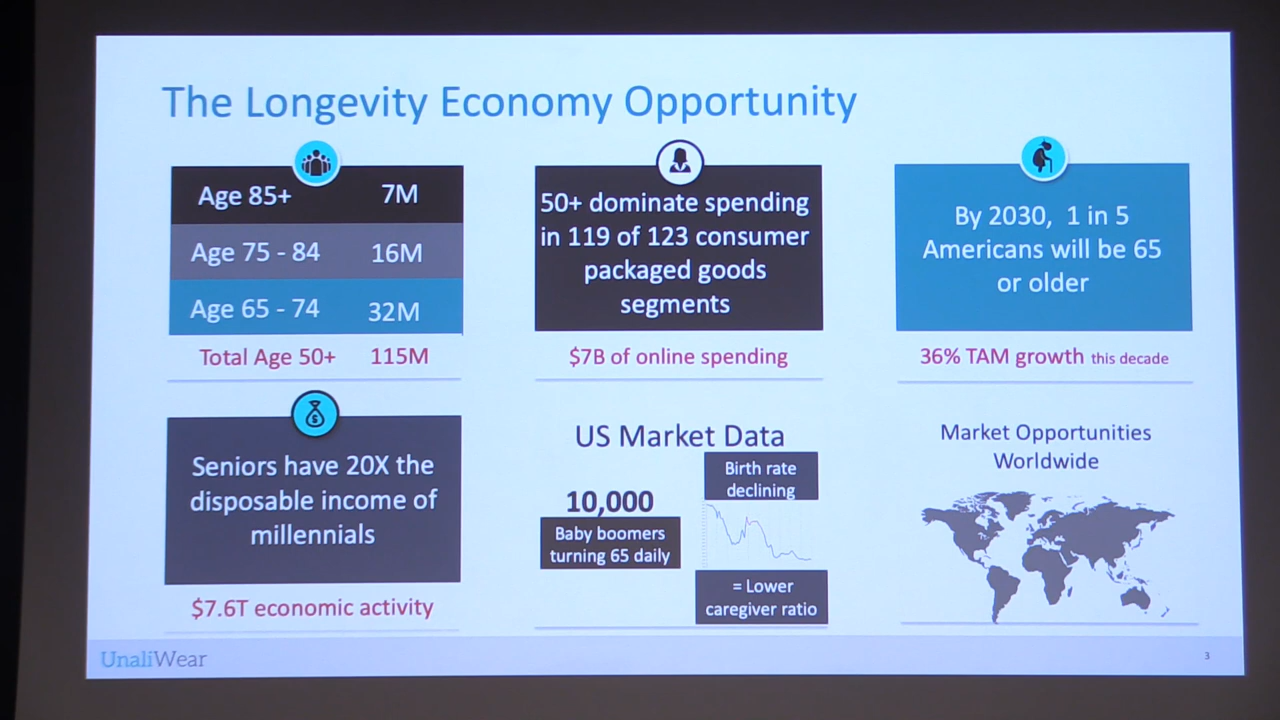 The Longevity Economy Opportunity
Age 85+ 7M
Age 75 - 84 16M
Age 65 - 74 32M
Total Age 50+ 115M
50+ dominate spending
in 119 of 123 consumer
packaged goods
segments
$7B of online spending
By 2030, 1 in 5
Americans will be 65
or older
36% TAM growth this decade
$
Seniors have 20X the
disposable income of
millennials
$7.6T economic activity
US Market Data
10,000
Baby boomers
turning 65 daily
Birth rate
declining
= Lower
caregiver ratio
Market Opportunities
Worldwide
UnaliWear
3